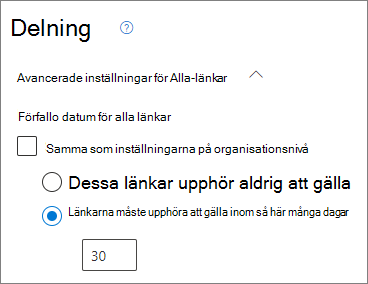 Delning ?
Avancerade inställningar för Alla-länkar
Förfallo datum för alla länkar
Samma som inställningarna på organisationsnivå
Dessa länkar upphör aldrig att gälla
Länkarna måste upphöra att gälla inom så här många dagar
30